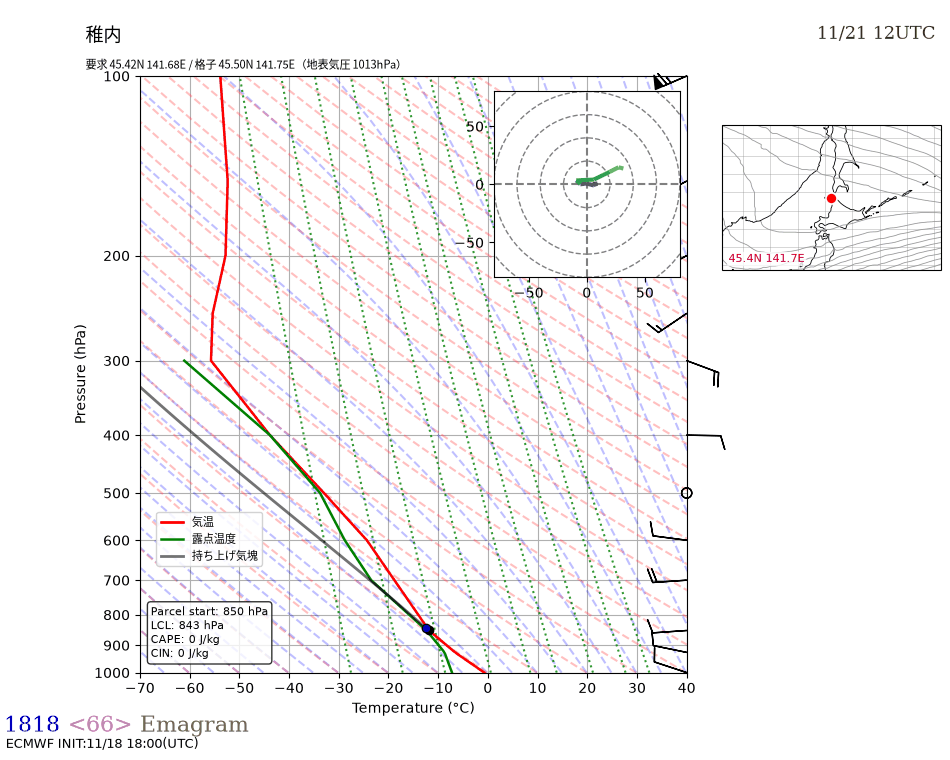 稚内
11/21 12UTC
要求 45.42N 141.68E / 格子 45.50N 141.75E（地表気圧 1013hPa）
100
200
300
400
500
600
700
800
900
1000
Pressure (hPa)
50
0
−50
−50 0 50
45.4N 141.7E
気温
露点温度
持ち上げ気塊
Parcel start: 850 hPa
LCL: 843 hPa
CAPE: 0 J/kg
CIN: 0 J/kg
−70 −60 −50 −40 −30 −20 −10 0 10 20 30 40
Temperature (°C)
1818 <66> Emagram
ECMWF INIT:11/18 18:00(UTC)